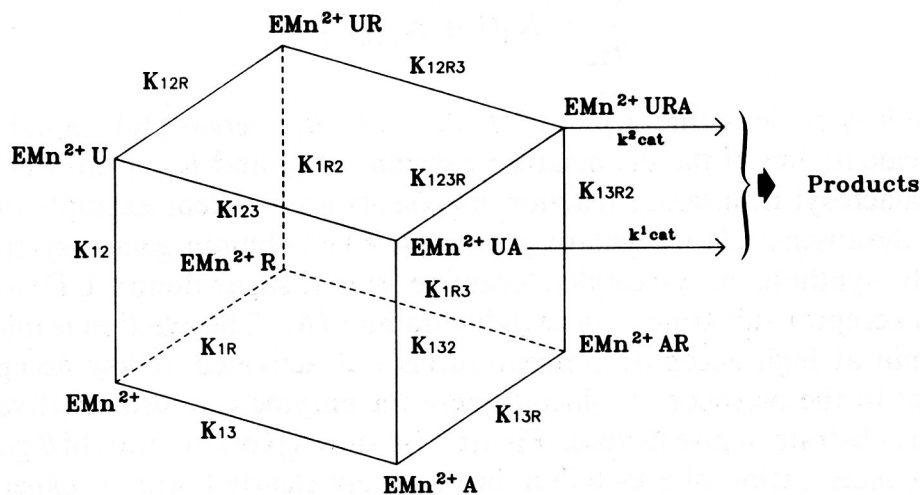 EMn²⁺ UR
K12R
K12R3
EMn²⁺ URA
k²cat
EMn²⁺ U
K1R2
K123R
K13R2
Products
K123
K12
EMn²⁺ UA
k¹cat
EMn²⁺ R
K1R3
K1R
K132
EMn²⁺ AR
EMn²⁺
K13
K13R
EMn²⁺ A